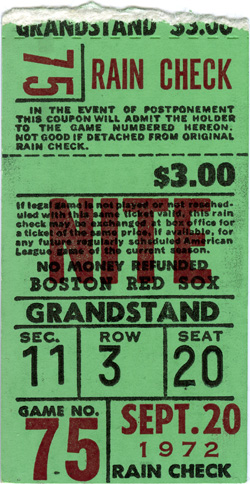 GRANDSTAND $3.00
75 RAIN CHECK
IN THE EVENT OF POSTPONEMENT
THIS COUPON WILL ADMIT THE HOLDER
TO THE GAME NUMBERED HEREON.
NOT GOOD IF DETACHED FROM ORIGINAL
RAIN CHECK.
$3.00
If legal game is not played or not resched-
uled with this same ticket valid, this rain
check may be exchanged at box office for
a ticket of the same price, if available, for
any future regularly scheduled American
League game of the current season.
NITE
NO MONEY REFUNDED
BOSTON RED SOX
GRANDSTAND
SEC. ROW SEAT
11 3 20
GAME NO.
75
SEPT. 20
1972
RAIN CHECK